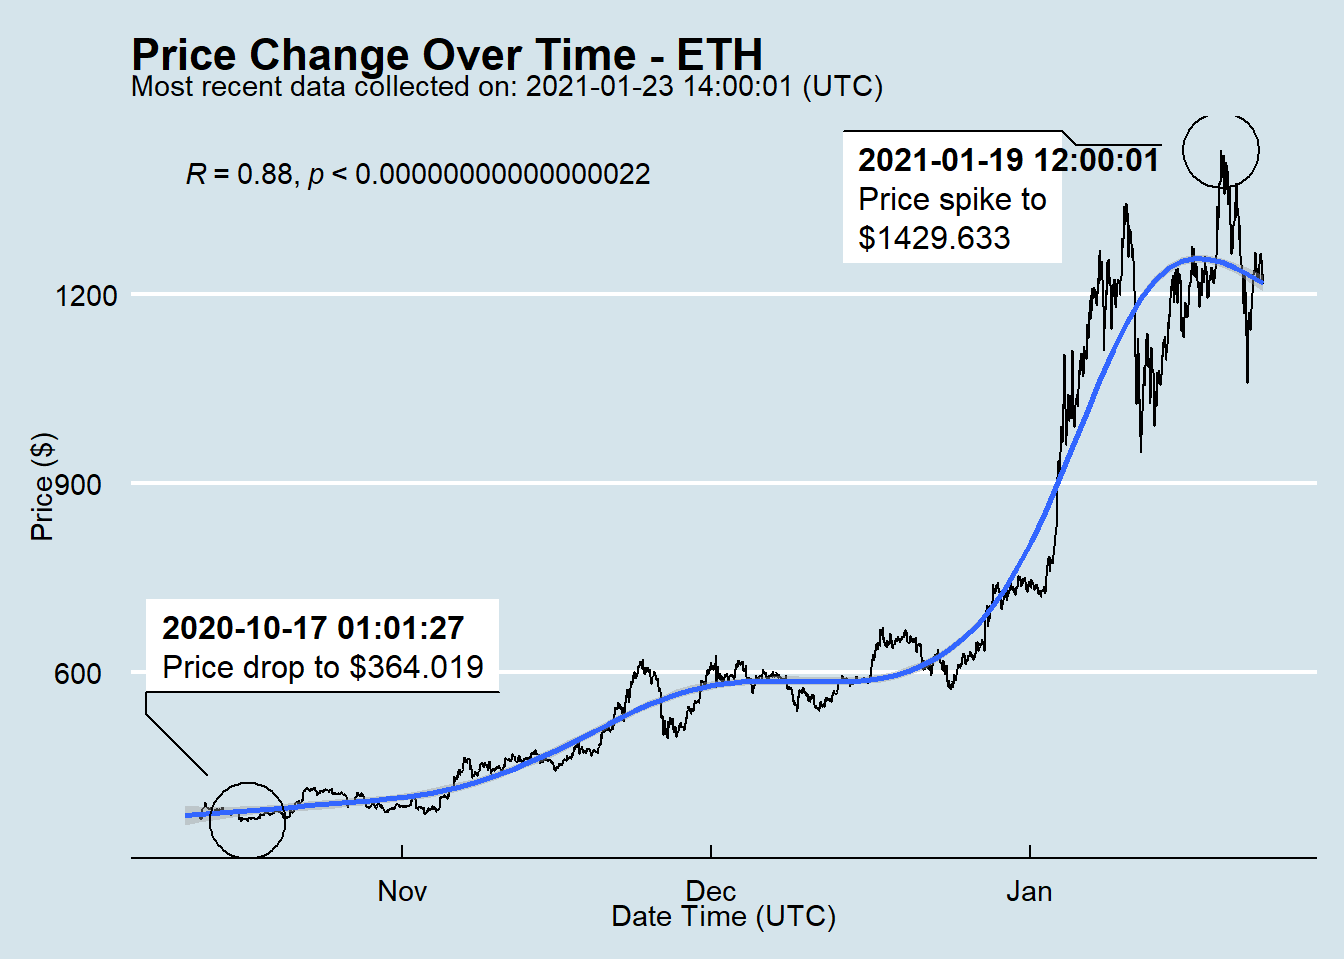 Price Change Over Time - ETH
Most recent data collected on: 2021-01-23 14:00:01 (UTC)
R = 0.88, p < 0.00000000000000022
2021-01-19 12:00:01
Price spike to
$1429.633
1200
900
600
Price ($)
2020-10-17 01:01:27
Price drop to $364.019
Nov
Dec
Jan
Date Time (UTC)